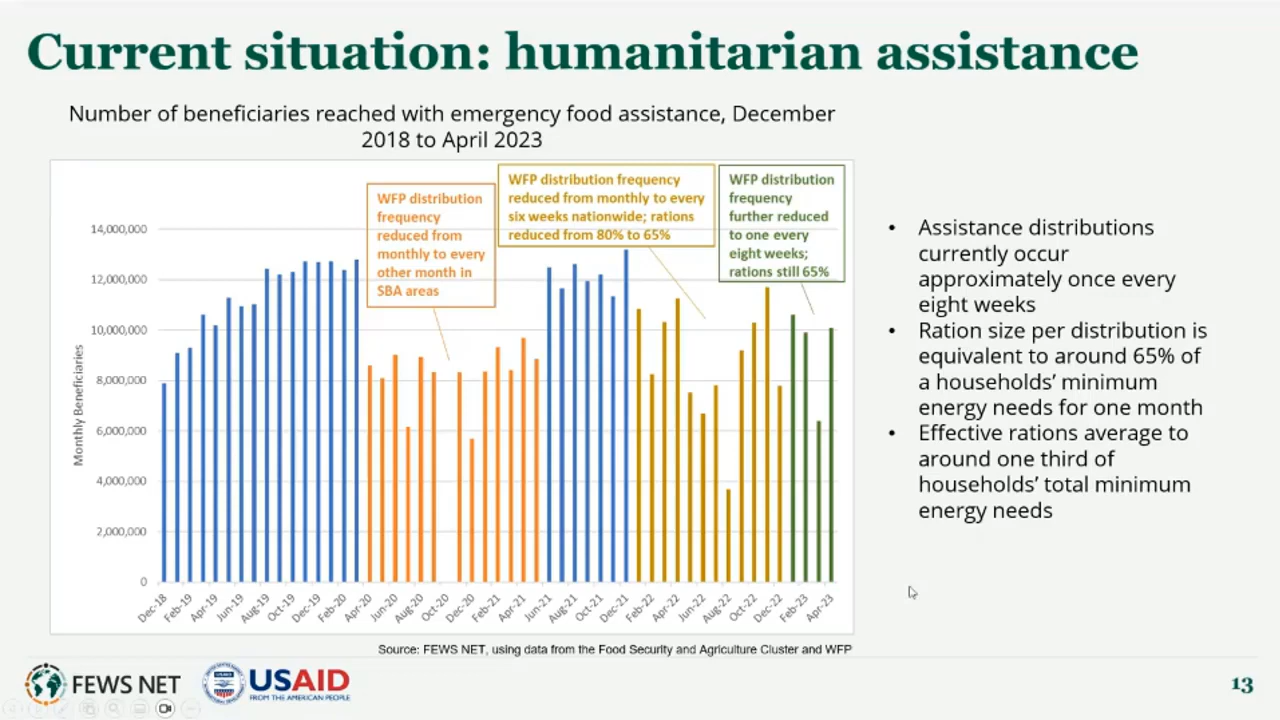 Current situation: humanitarian assistance
Number of beneficiaries reached with emergency food assistance, December
2018 to April 2023
WFP distribution
frequency
reduced from
monthly to every
other month in
SBA areas
WFP distribution frequency
reduced from monthly to every
six weeks nationwide; rations
reduced from 80% to 65%
WFP distribution
frequency
further reduced
to one every
eight weeks;
rations still 65%
Monthly Beneficiaries
14,000,000
12,000,000
10,000,000
8,000,000
6,000,000
4,000,000
2,000,000
0
Dec-18
Feb-19
Apr-19
Jun-19
Aug-19
Oct-19
Dec-19
Feb-20
Apr-20
Jun-20
Aug-20
Oct-20
Dec-20
Feb-21
Apr-21
Jun-21
Aug-21
Oct-21
Dec-21
Feb-22
Apr-22
Jun-22
Aug-22
Oct-22
Dec-22
Feb-23
Apr-23
• Assistance distributions
currently occur
approximately once every
eight weeks
• Ration size per distribution is
equivalent to around 65% of
a households’ minimum
energy needs for one month
• Effective rations average to
around one third of
households’ total minimum
energy needs
Source: FEWS NET, using data from the Food Security and Agriculture Cluster and WFP
FEWS NET
USAID
FROM THE AMERICAN PEOPLE
13